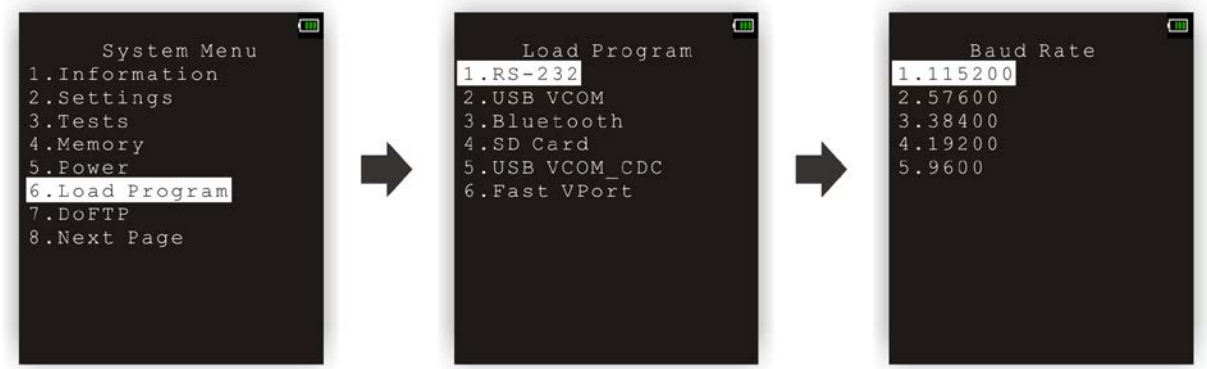 System Menu
1.Information
2.Settings
3.Tests
4.Memory
5.Power
6.Load Program
7.DoFTP
8.Next Page
Load Program
1.RS-232
2.USB VCOM
3.Bluetooth
4.SD Card
5.USB VCOM_CDC
6.Fast VPort
Baud Rate
1.115200
2.57600
3.38400
4.19200
5.9600